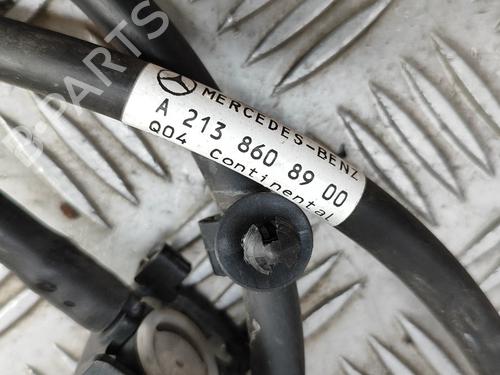 B-PARTS
MERCEDES-BENZ
A 213 860 89 00
Q04 Continental